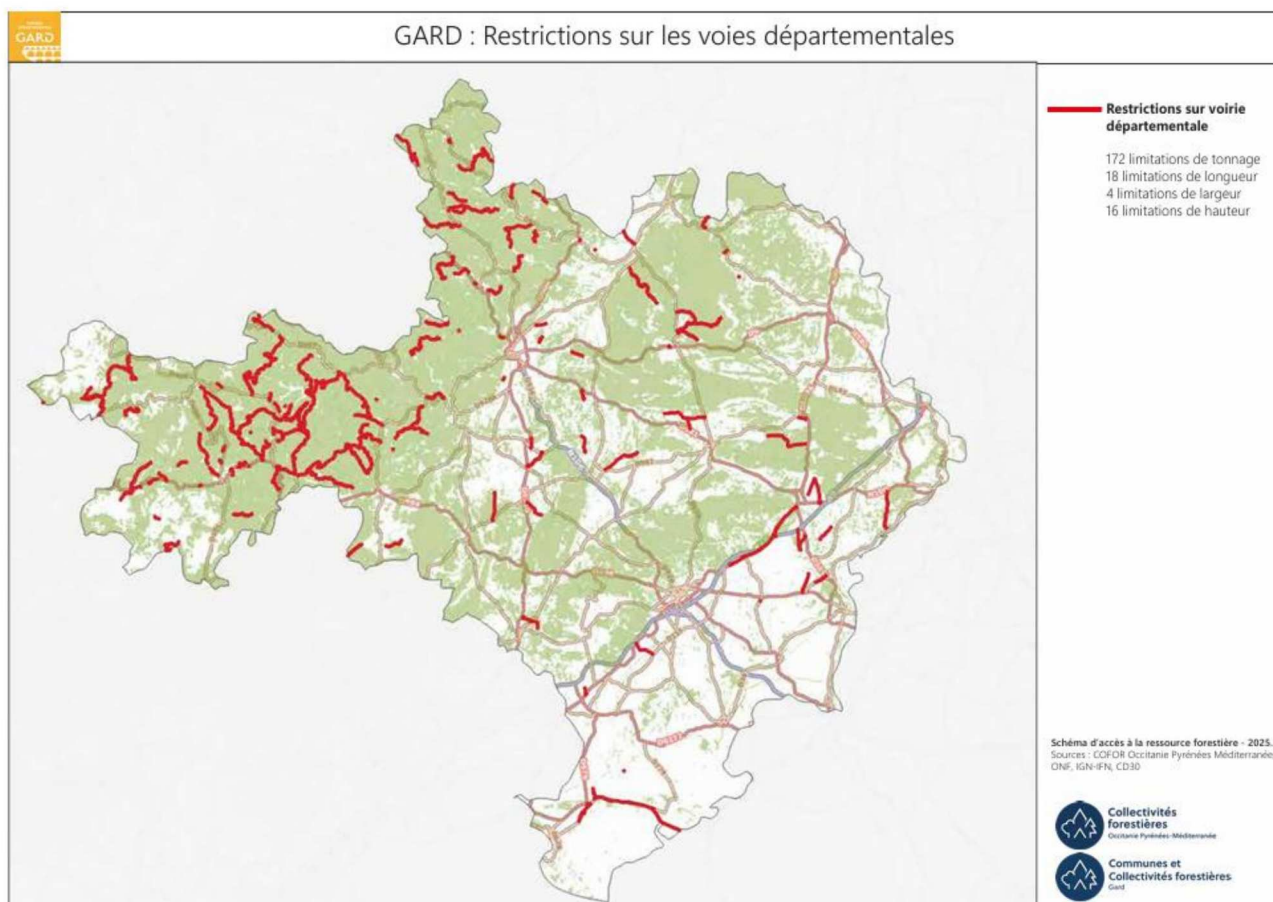 GARD
GARD : Restrictions sur les voies départementales
Restrictions sur voirie
départementale
172 limitations de tonnage
18 limitations de longueur
4 limitations de largeur
16 limitations de hauteur
Schéma d'accès à la ressource forestière - 2025.
Sources : COFOR Occitanie Pyrénées Méditerranée,
ONF, IGN-IFN, CD30
Collectivités
forestières
Occitanie Pyrénées-Méditerranée
Communes et
Collectivités forestières
Gard